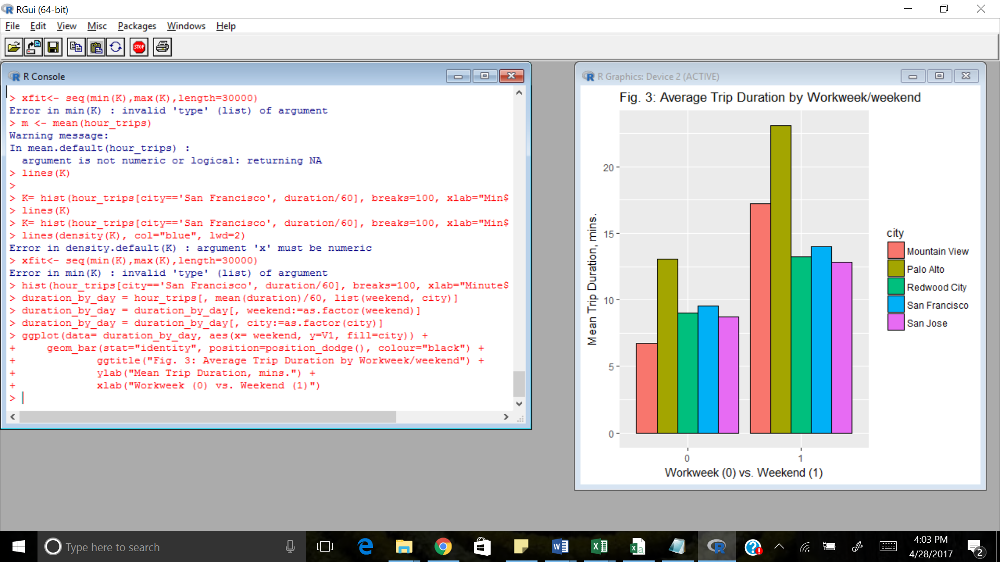 RGui (64-bit)
File Edit View Misc Packages Windows Help
STOP
R Console
> xfit<- seq(min(K),max(K),length=30000)
Error in min(K) : invalid 'type' (list) of argument
> m <- mean(hour_trips)
Warning message:
In mean.default(hour_trips) :
  argument is not numeric or logical: returning NA
> lines(K)
>
> K= hist(hour_trips[city=='San Francisco', duration/60], breaks=100, xlab="Min$
> lines(K)
> K= hist(hour_trips[city=='San Francisco', duration/60], breaks=100, xlab="Min$
> lines(density(K), col="blue", lwd=2)
Error in density.default(K) : argument 'x' must be numeric
> xfit<- seq(min(K),max(K),length=30000)
Error in min(K) : invalid 'type' (list) of argument
> hist(hour_trips[city=='San Francisco', duration/60], breaks=100, xlab="Minute$
> duration_by_day = hour_trips[, mean(duration)/60, list(weekend, city)]
> duration_by_day = duration_by_day[, weekend:=as.factor(weekend)]
> duration_by_day = duration_by_day[, city:=as.factor(city)]
> ggplot(data= duration_by_day, aes(x= weekend, y=V1, fill=city)) +
+     geom_bar(stat="identity", position=position_dodge(), colour="black") +
+             ggtitle("Fig. 3: Average Trip Duration by Workweek/weekend") +
+             ylab("Mean Trip Duration, mins.") +
+             xlab("Workweek (0) vs. Weekend (1)")
>
R Graphics: Device 2 (ACTIVE)
Fig. 3: Average Trip Duration by Workweek/weekend
Mean Trip Duration, mins.
20
15
10
5
0
0 1
Workweek (0) vs. Weekend (1)
city
Mountain View
Palo Alto
Redwood City
San Francisco
San Jose
Type here to search
4:03 PM
4/28/2017
2